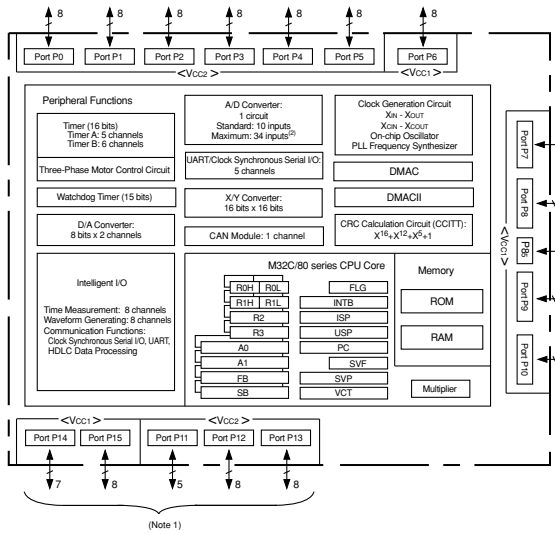 8 8 8 8 8 8 8
Port P0 Port P1 Port P2 Port P3 Port P4 Port P5 Port P6
<VCC2> <VCC1>
Peripheral Functions
Timer (16 bits)
Timer A: 5 channels
Timer B: 6 channels
Three-Phase Motor Control Circuit
Watchdog Timer (15 bits)
D/A Converter:
8 bits x 2 channels
Intelligent I/O
Time Measurement: 8 channels
Waveform Generating: 8 channels
Communication Functions:
Clock Synchronous Serial I/O, UART,
HDLC Data Processing
A/D Converter:
1 circuit
Standard: 10 inputs
Maximum: 34 inputs(2)
UART/Clock Synchronous Serial I/O:
5 channels
X/Y Converter:
16 bits x 16 bits
CAN Module: 1 channel
Clock Generation Circuit
XIN - XOUT
XCIN - XCOUT
On-chip Oscillator
PLL Frequency Synthesizer
DMAC
DMACII
CRC Calculation Circuit (CCITT):
X16+X12+X5+1
M32C/80 series CPU Core
R0H R0L
R1H R1L
R2
R3
A0
A1
FB
SB
FLG
INTB
ISP
USP
PC
SVF
SVP
VCT
Memory
ROM
RAM
Multiplier
<VCC1>
Port P7
Port P8
P85
Port P9
Port P10
<VCC1> <VCC2>
Port P14 Port P15 Port P11 Port P12 Port P13
7 8 5 8 8
(Note 1)